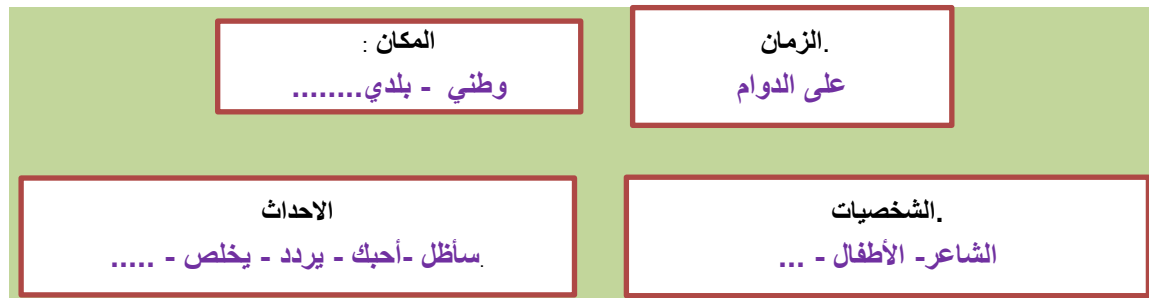 .الزمان
على الدوام
المكان :
وطني - بلدي........
.الشخصيات
الشاعر- الأطفال - ...
الاحداث
.سأظل -أحبك - يردد - يخلص - .....